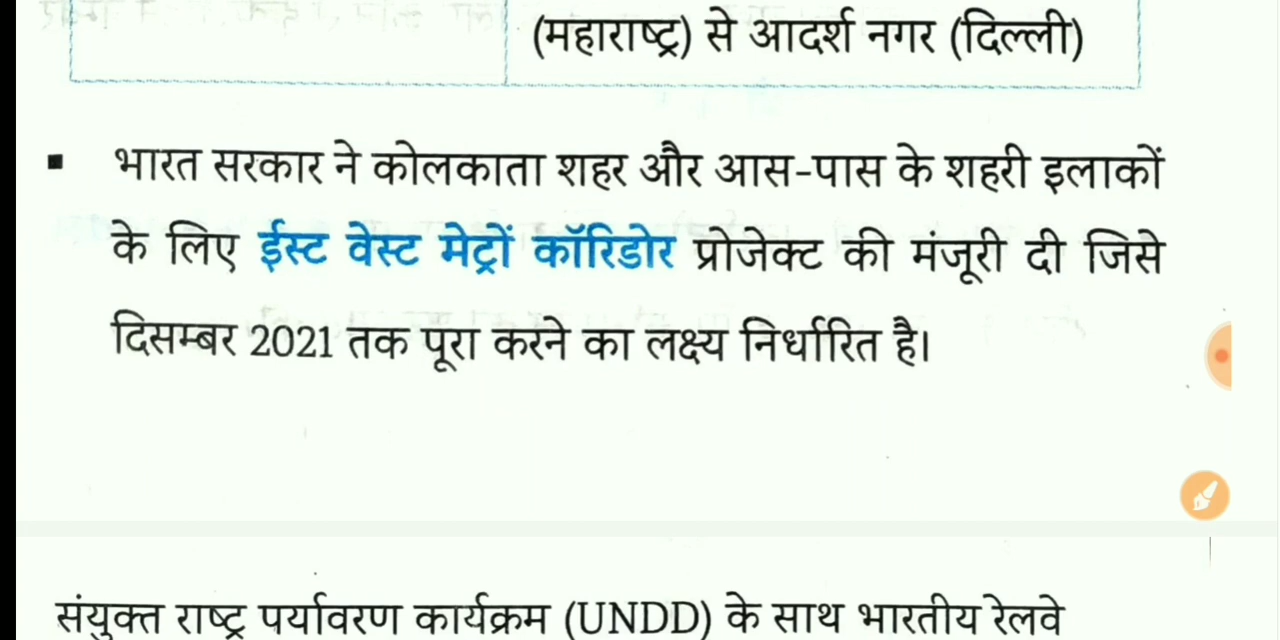 (महाराष्ट्र) से आदर्श नगर (दिल्ली)
▪ भारत सरकार ने कोलकाता शहर और आस-पास के शहरी इलाकों
के लिए ईस्ट वेस्ट मेट्रों कॉरिडोर प्रोजेक्ट की मंजूरी दी जिसे
दिसम्बर 2021 तक पूरा करने का लक्ष्य निर्धारित है।
संयुक्त राष्ट्र पर्यावरण कार्यक्रम (UNDD) के साथ भारतीय रेलवे